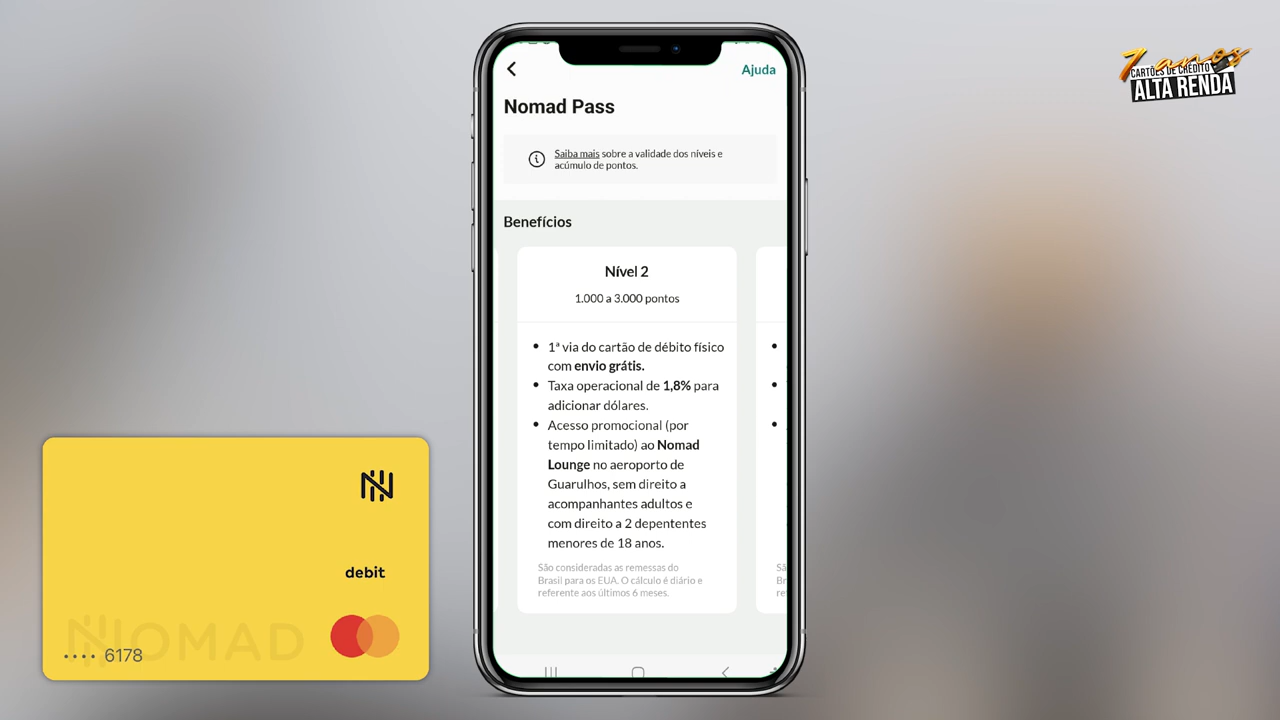 7 anos
CARTÕES DE CRÉDITO
ALTA RENDA
Ajuda
Nomad Pass
Saiba mais sobre a validade dos níveis e
acúmulo de pontos.
Benefícios
Nível 2
1.000 a 3.000 pontos
• 1ª via do cartão de débito físico
com envio grátis.
• Taxa operacional de 1,8% para
adicionar dólares.
• Acesso promocional (por
tempo limitado) ao Nomad
Lounge no aeroporto de
Guarulhos, sem direito a
acompanhantes adultos e
com direito a 2 depententes
menores de 18 anos.
São consideradas as remessas do
Brasil para os EUA. O cálculo é diário e
referente aos últimos 6 meses.
debit
NOMAD
•••• 6178